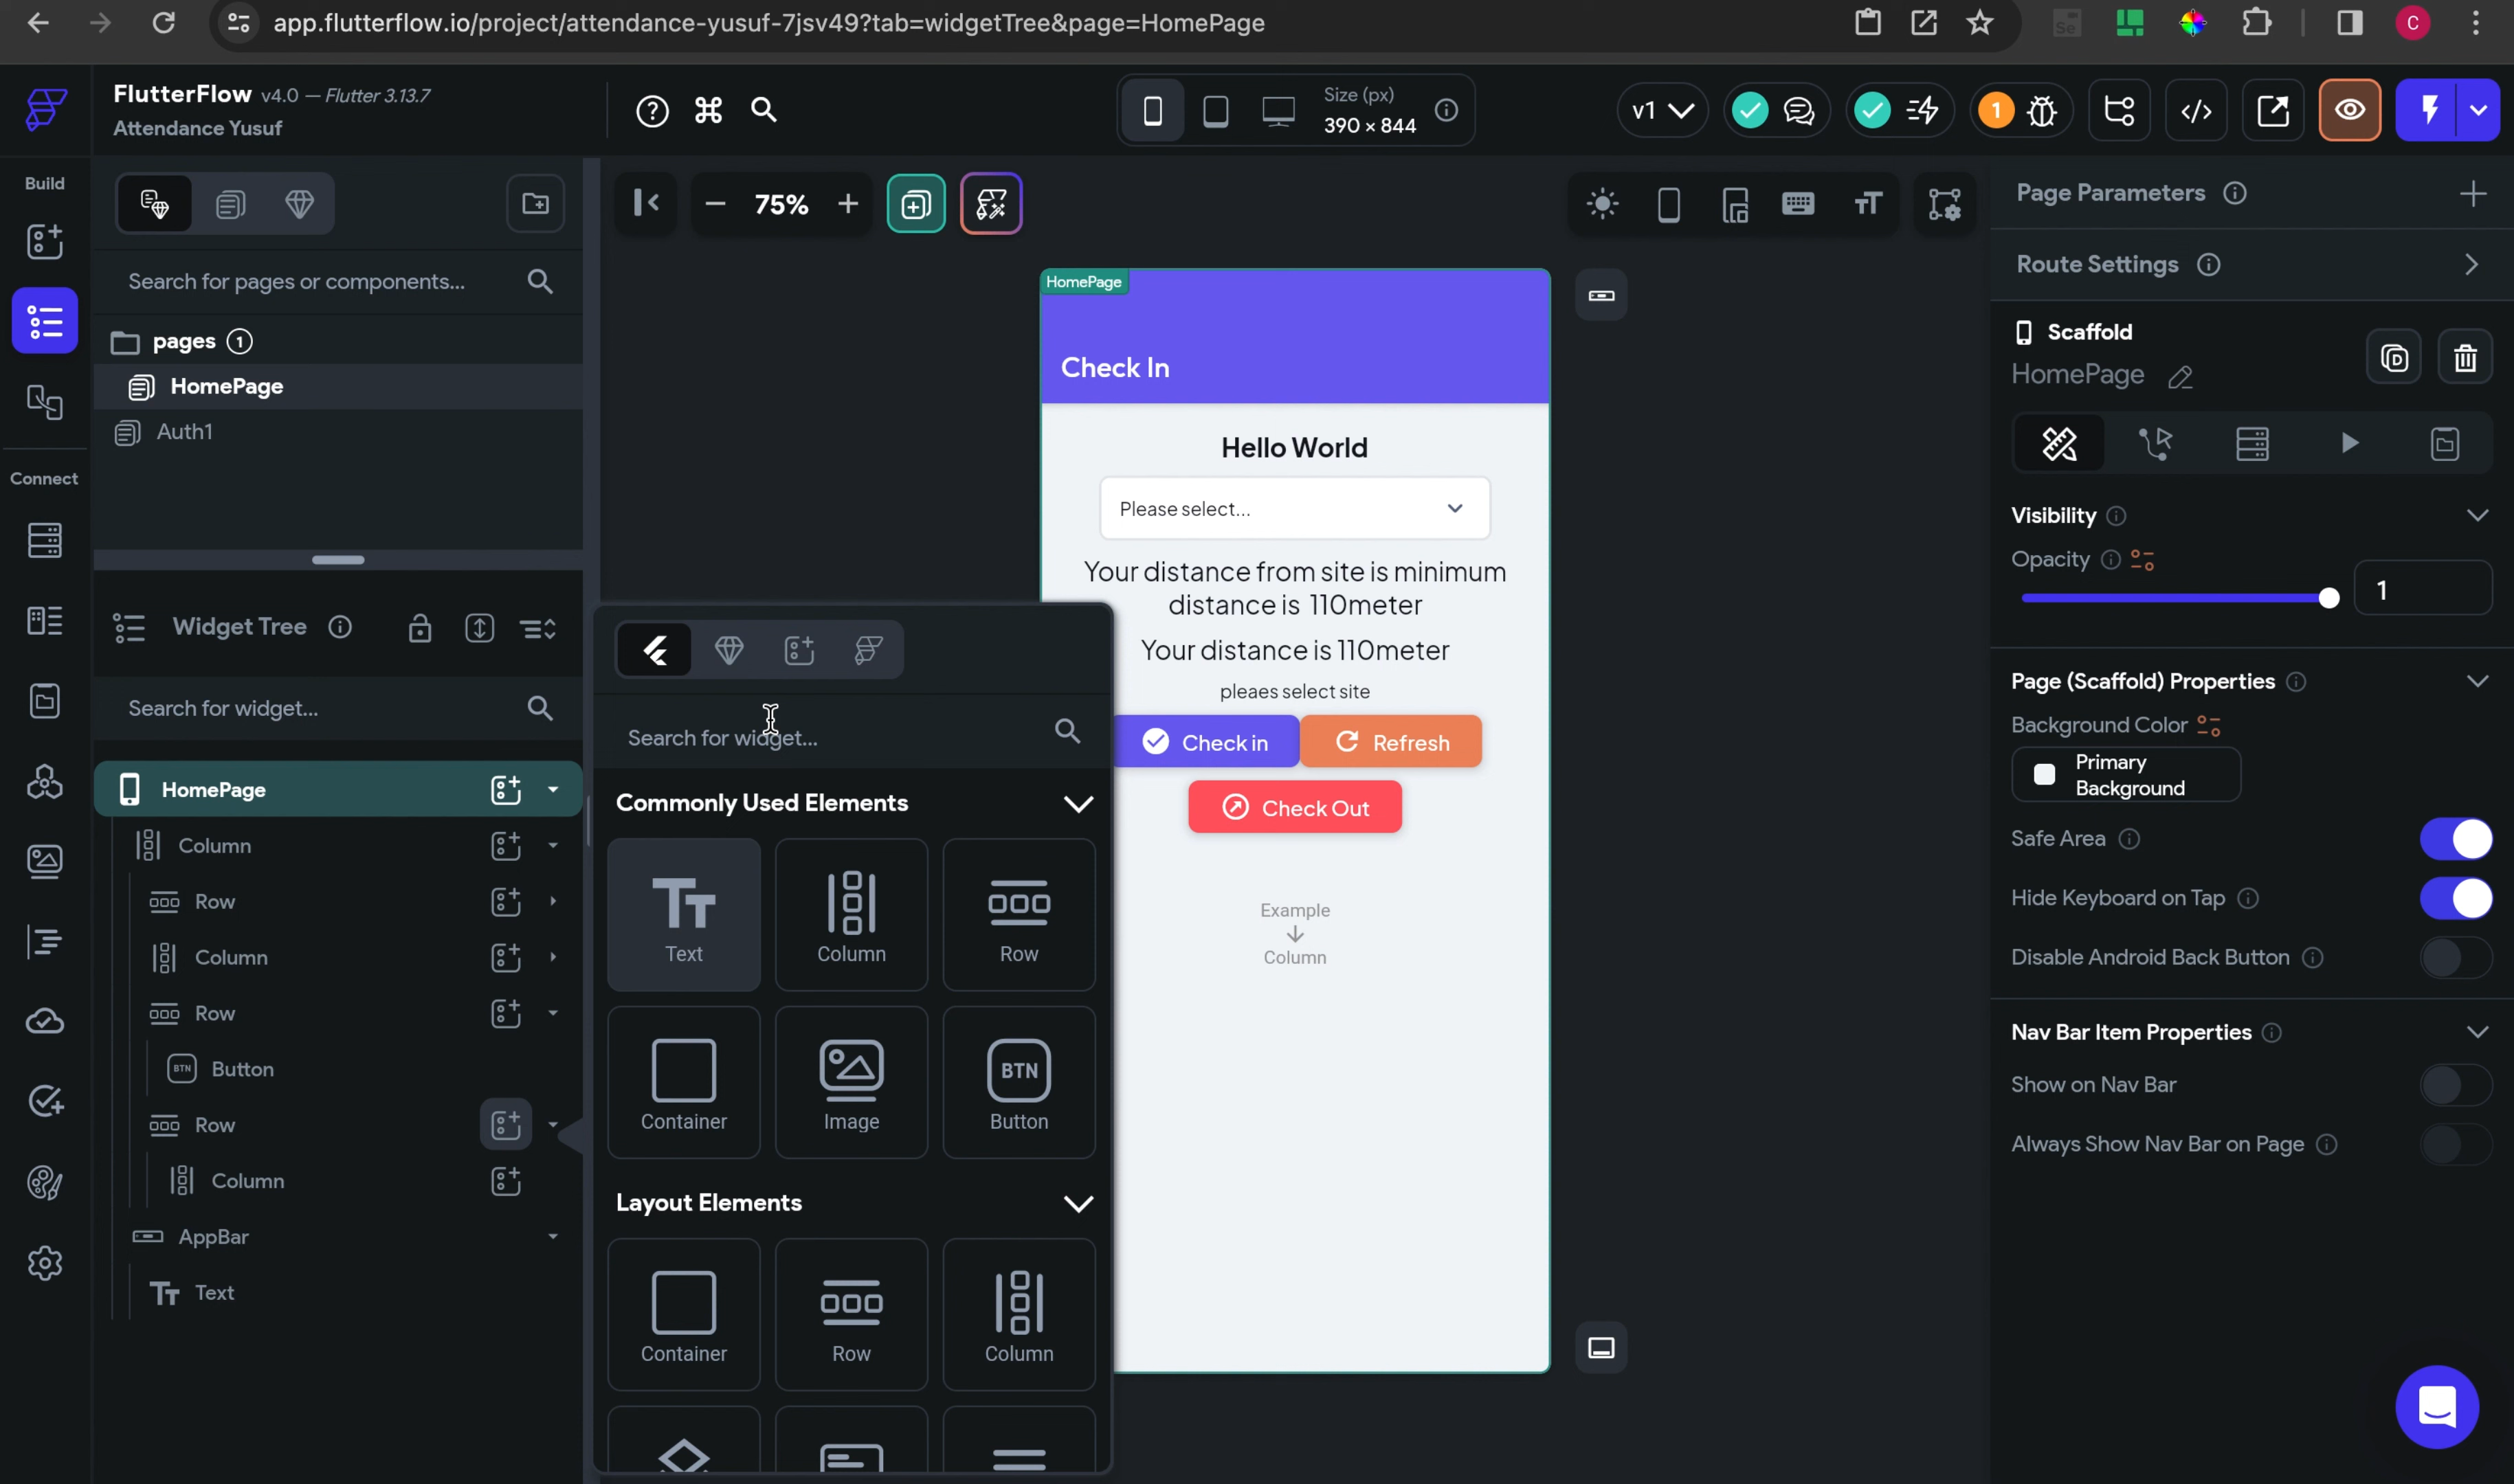 app.flutterflow.io/project/attendance-yusuf-7jsv49?tab=widgetTree&page=HomePage
C
FlutterFlow v4.0 — Flutter 3.13.7
Attendance Yusuf
Size (px)
390 × 844
v1
1
Build
Connect
Search for pages or components...
pages 1
HomePage
Auth1
Widget Tree
Search for widget...
HomePage
Column
Row
Column
Row
BTN Button
Row
Column
AppBar
Text
75%
Search for widget...
Commonly Used Elements
Text
Column
Row
Container
Image
BTN
Button
Layout Elements
Container
Row
Column
HomePage
Check In
Hello World
Please select...
Your distance from site is minimum
distance is 110meter
Your distance is 110meter
pleaes select site
Check in
Refresh
Check Out
Example
Column
Page Parameters
Route Settings
Scaffold
HomePage
Visibility
Opacity
1
Page (Scaffold) Properties
Background Color
Primary
Background
Safe Area
Hide Keyboard on Tap
Disable Android Back Button
Nav Bar Item Properties
Show on Nav Bar
Always Show Nav Bar on Page